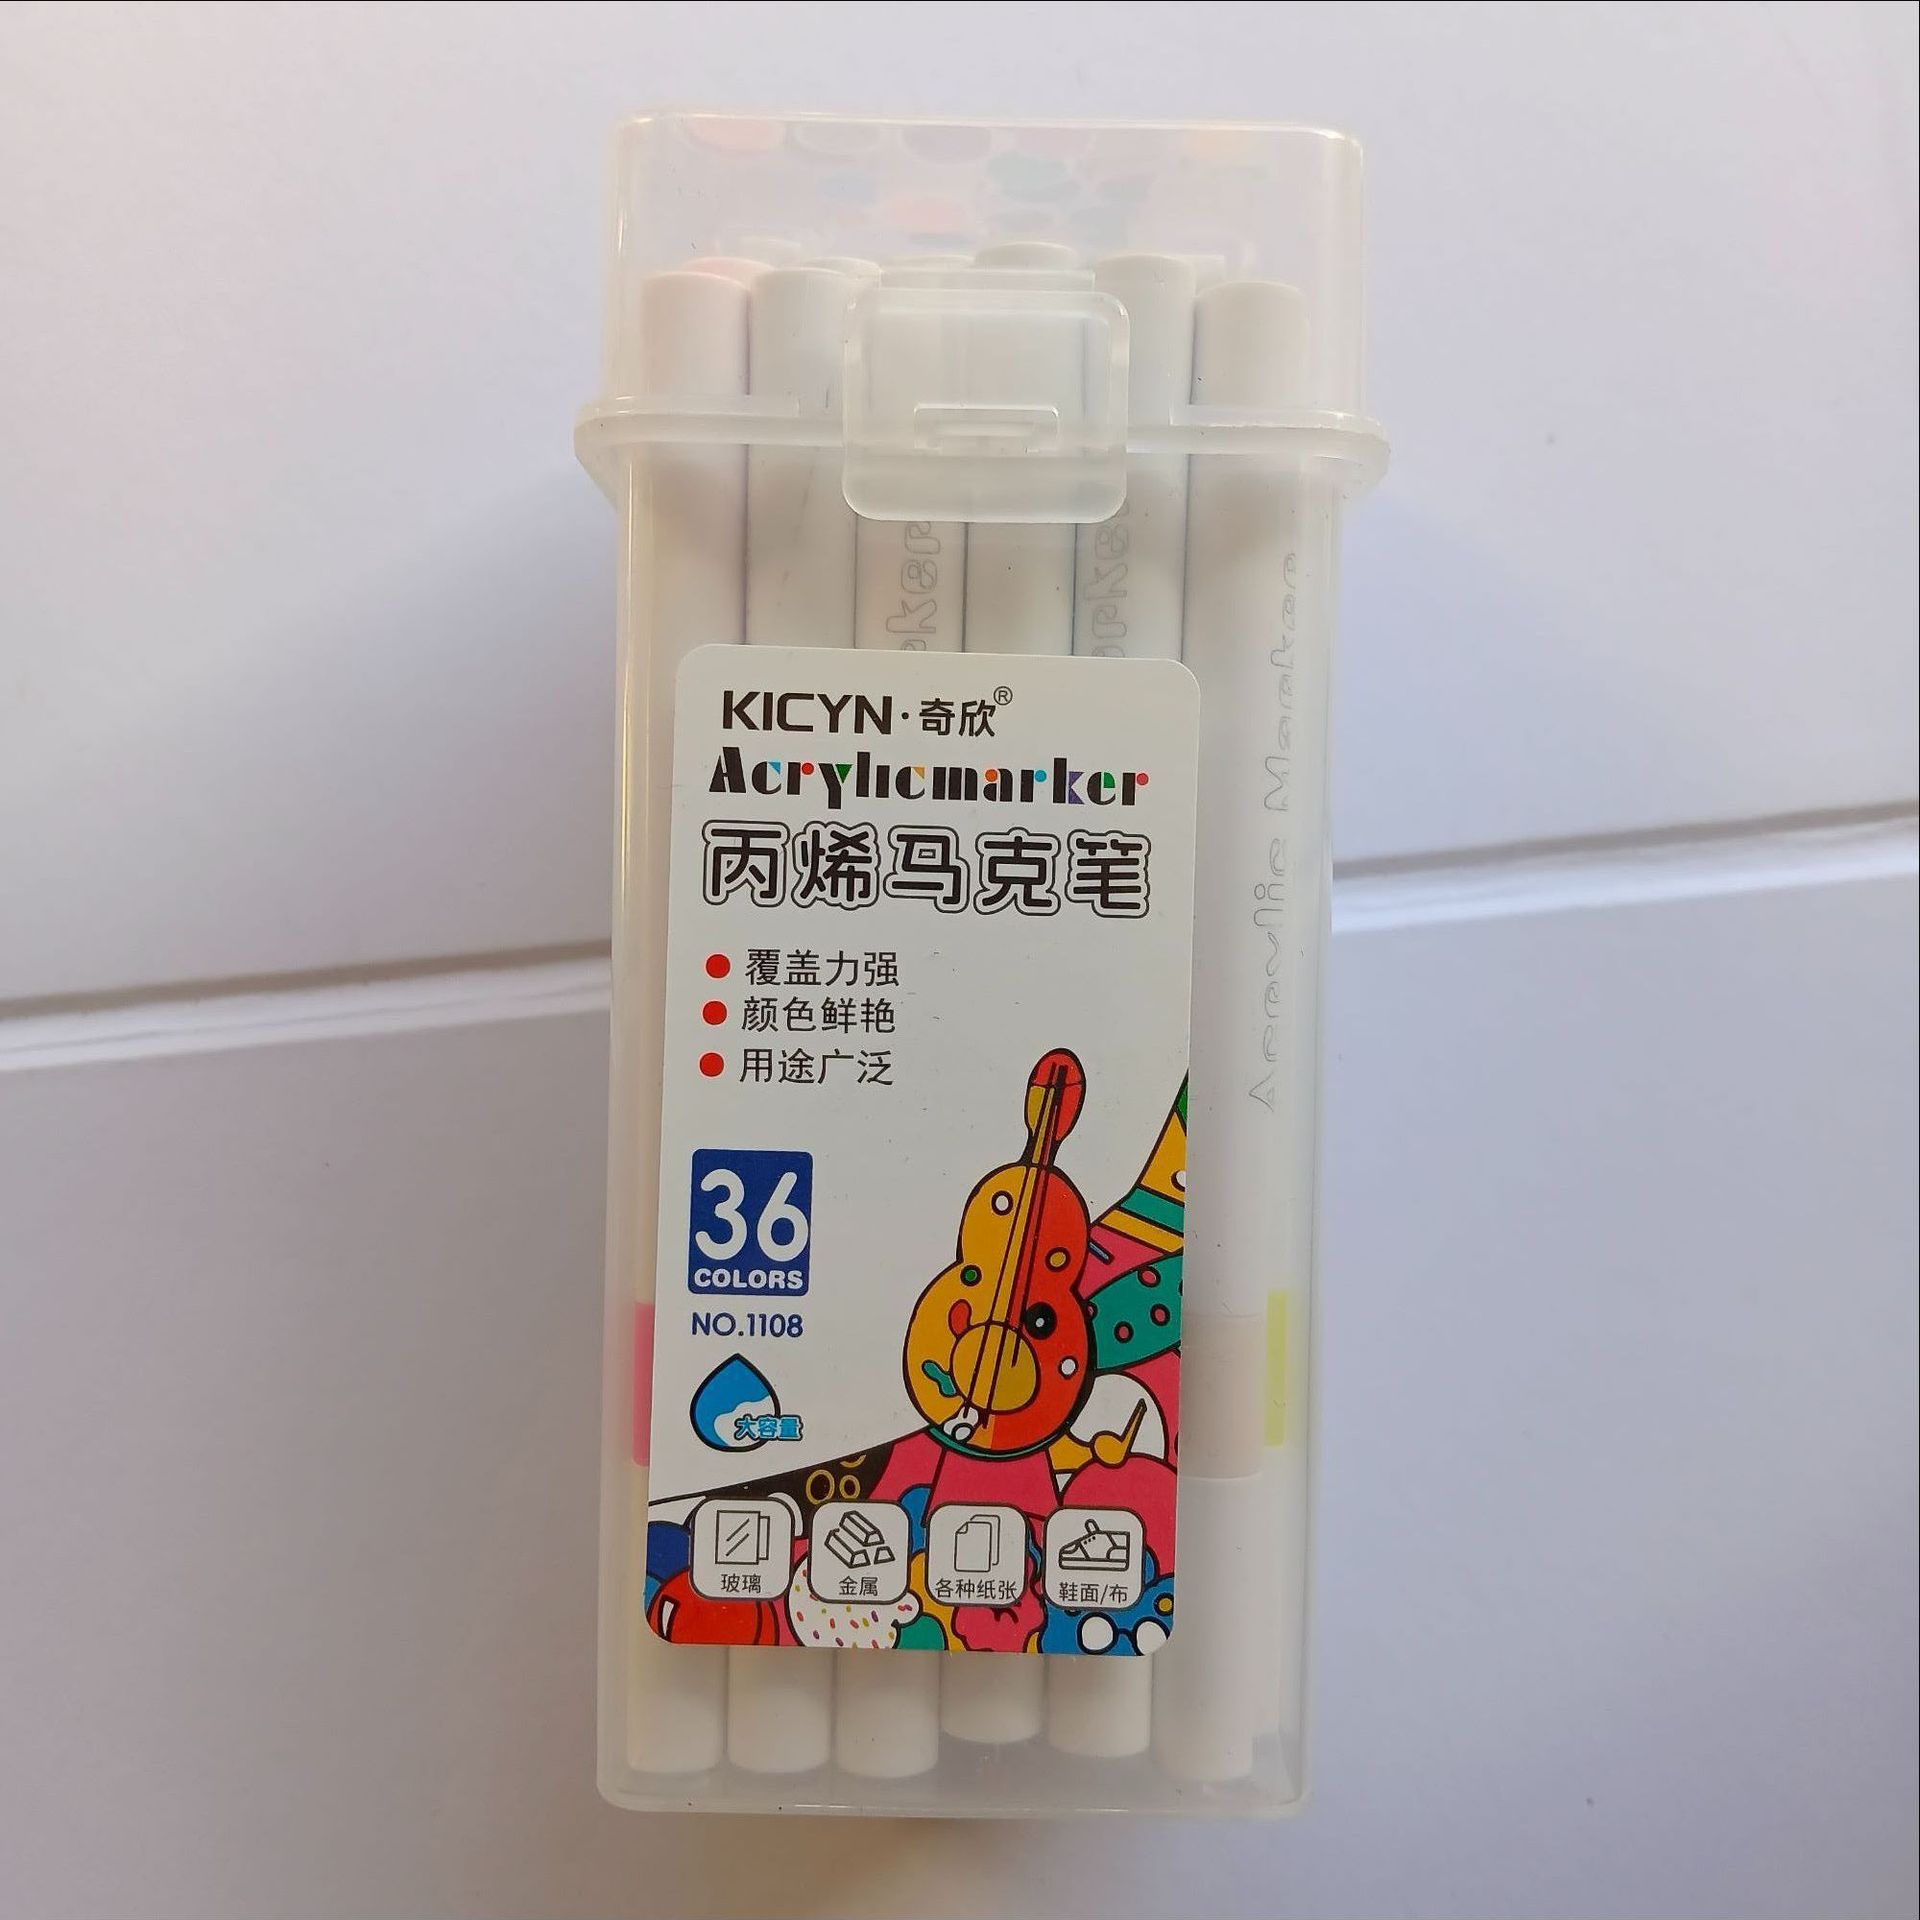 KICYN·奇欣®
Acrylicmarker
丙烯马克笔
覆盖力强
颜色鲜艳
用途广泛
36
COLORS
NO.1108
大容量
玻璃
金属
各种纸张
鞋面/布
Acrylic Marker